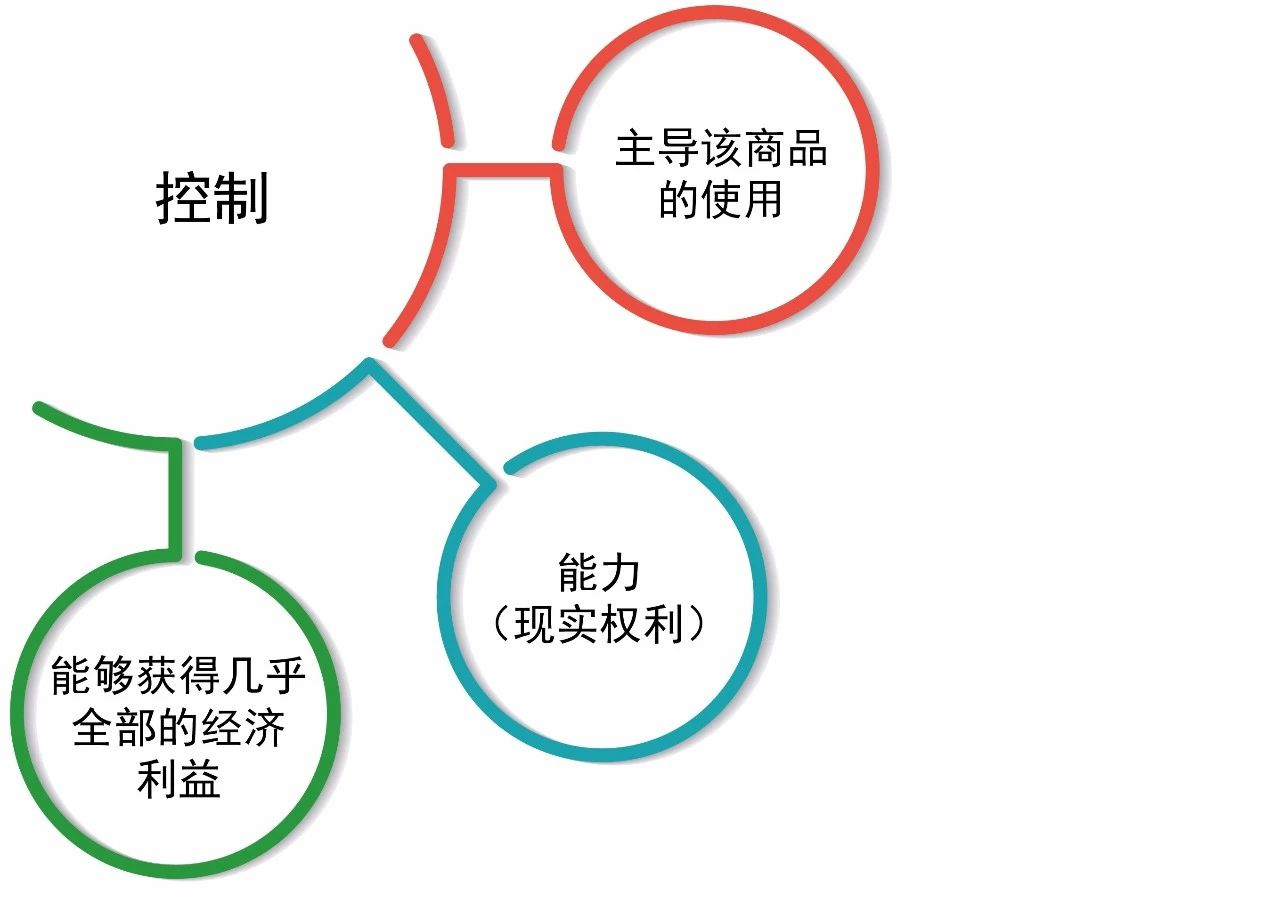 控制
主导该商品
的使用
能力
（现实权利）
能够获得几乎
全部的经济
利益